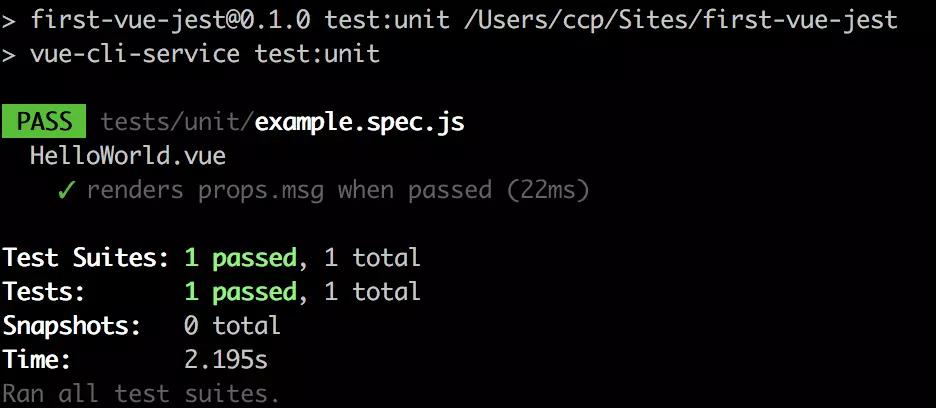 > first-vue-jest@0.1.0 test:unit /Users/ccp/Sites/first-vue-jest
> vue-cli-service test:unit
PASS tests/unit/example.spec.js
HelloWorld.vue
✓ renders props.msg when passed (22ms)
Test Suites: 1 passed, 1 total
Tests: 1 passed, 1 total
Snapshots: 0 total
Time: 2.195s
Ran all test suites.